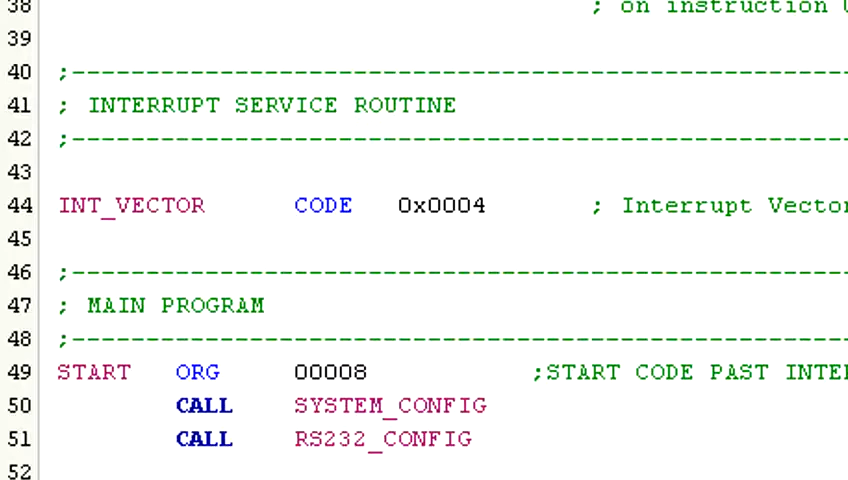 38 ; on instruction
39
40 ;-----------------------------------------------------
41 ; INTERRUPT SERVICE ROUTINE
42 ;-----------------------------------------------------
43
44 INT_VECTOR CODE 0x0004 ; Interrupt Vector
45
46 ;-----------------------------------------------------
47 ; MAIN PROGRAM
48 ;-----------------------------------------------------
49 START ORG 00008 ;START CODE PAST INTE
50 CALL SYSTEM_CONFIG
51 CALL RS232_CONFIG
52